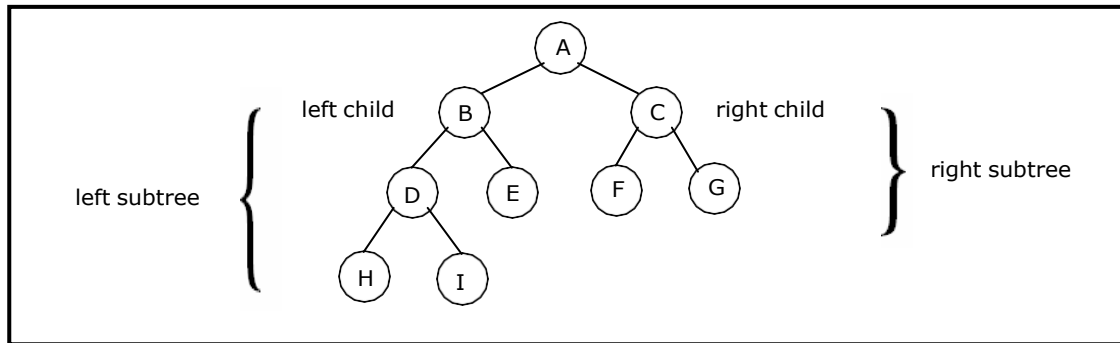 A
left child
B
C
right child
left subtree
D
E
F
G
right subtree
H
I